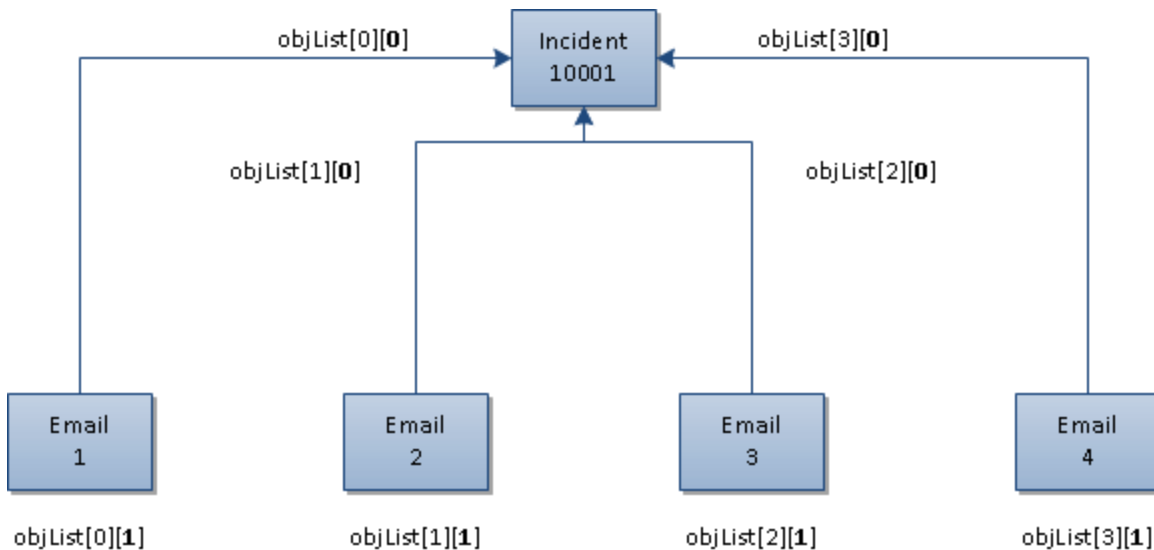 objList[0][0]
Incident
10001
objList[3][0]
objList[1][0]
objList[2][0]
Email
1
Email
2
Email
3
Email
4
objList[0][1]
objList[1][1]
objList[2][1]
objList[3][1]